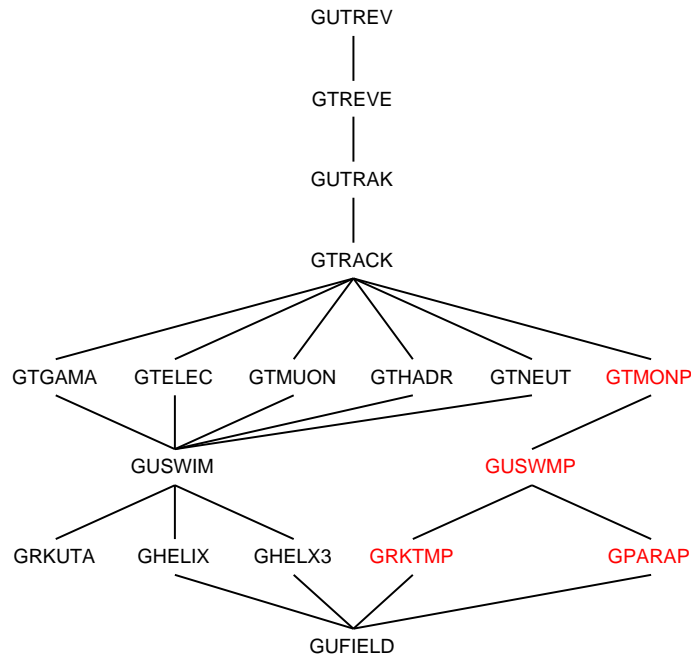 GUTREV
GTREVE
GUTRAK
GTRACK
GTGAMA GTELEC GTMUON GTHADR GTNEUT GTMONP
GUSWIM GUSWMP
GRKUTA GHELIX GHELX3 GRKTMP GPARAP
GUFIELD